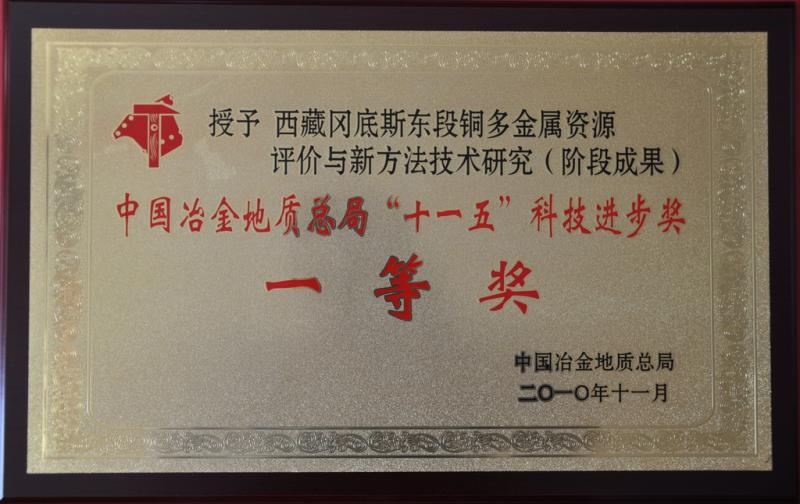 授予 西藏冈底斯东段铜多金属资源
评价与新方法技术研究（阶段成果）
中国冶金地质总局“十一五”科技进步奖
一等奖
中国冶金地质总局
二〇一〇年十一月